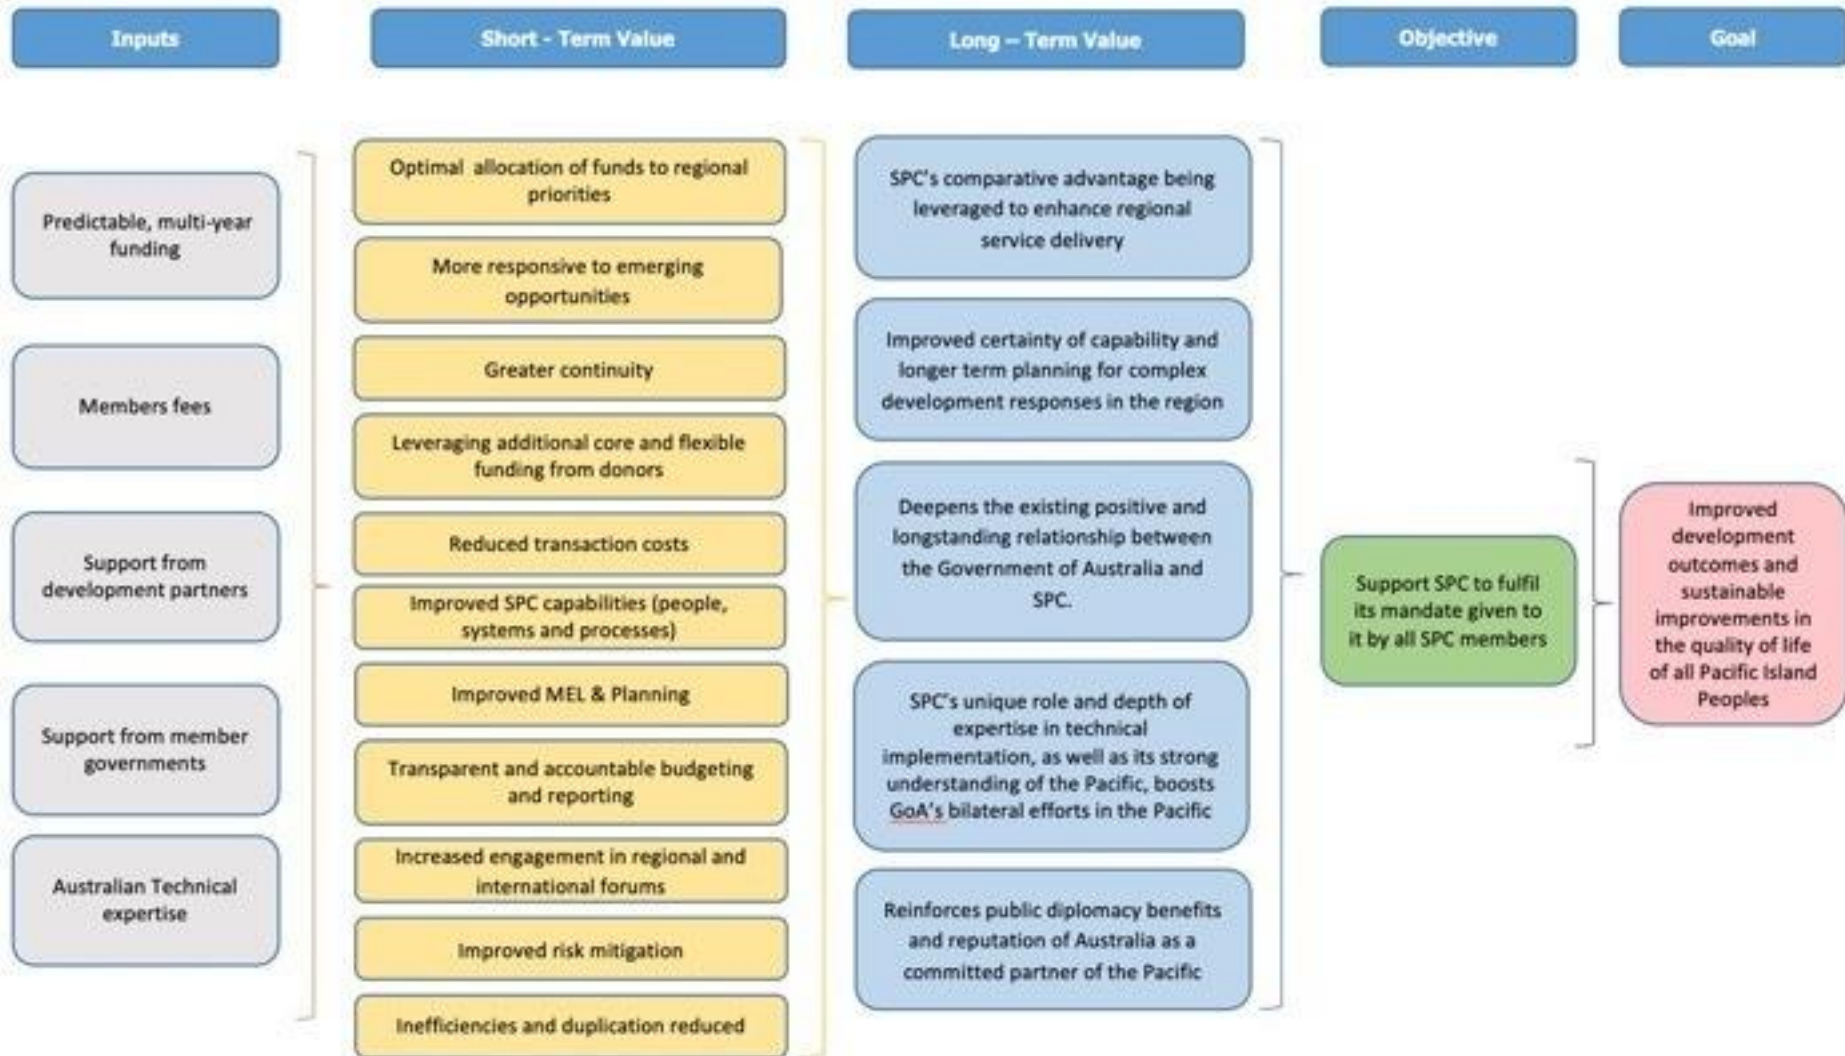 Inputs
Short - Term Value
Long – Term Value
Objective
Goal
Predictable, multi-year
funding
Members fees
Support from
development partners
Support from member
governments
Australian Technical
expertise
Optimal allocation of funds to regional
priorities
More responsive to emerging
opportunities
Greater continuity
Leveraging additional core and flexible
funding from donors
Reduced transaction costs
Improved SPC capabilities (people,
systems and processes)
Improved MEL & Planning
Transparent and accountable budgeting
and reporting
Increased engagement in regional and
international forums
Improved risk mitigation
Inefficiencies and duplication reduced
SPC's comparative advantage being
leveraged to enhance regional
service delivery
Improved certainty of capability and
longer term planning for complex
development responses in the region
Deepens the existing positive and
longstanding relationship between
the Government of Australia and
SPC.
SPC's unique role and depth of
expertise in technical
implementation, as well as its strong
understanding of the Pacific, boosts
GoA's bilateral efforts in the Pacific
Reinforces public diplomacy benefits
and reputation of Australia as a
committed partner of the Pacific
Support SPC to fulfil
its mandate given to
it by all SPC members
Improved
development
outcomes and
sustainable
improvements in
the quality of life
of all Pacific Island
Peoples